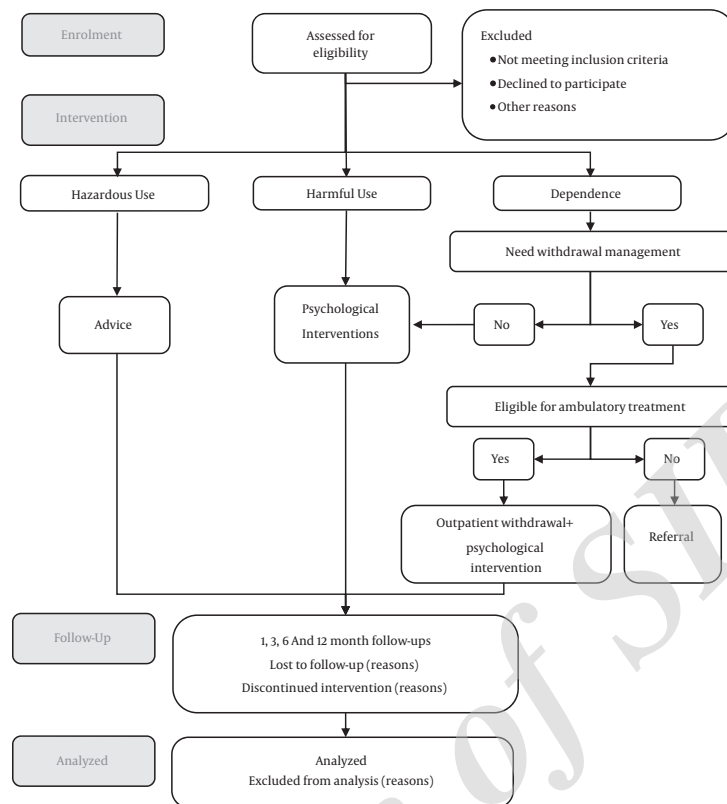 Enrolment
Assessed for
eligibility
Excluded
● Not meeting inclusion criteria
● Declined to participate
● Other reasons
Intervention
Hazardous Use
Harmful Use
Dependence
Need withdrawal management
Advice
Psychological
Interventions
No
Yes
Eligible for ambulatory treatment
Yes
No
Outpatient withdrawal+
psychological
intervention
Referral
Follow-Up
1, 3, 6 And 12 month follow-ups
Lost to follow-up (reasons)
Discontinued intervention (reasons)
Analyzed
Analyzed
Excluded from analysis (reasons)
of